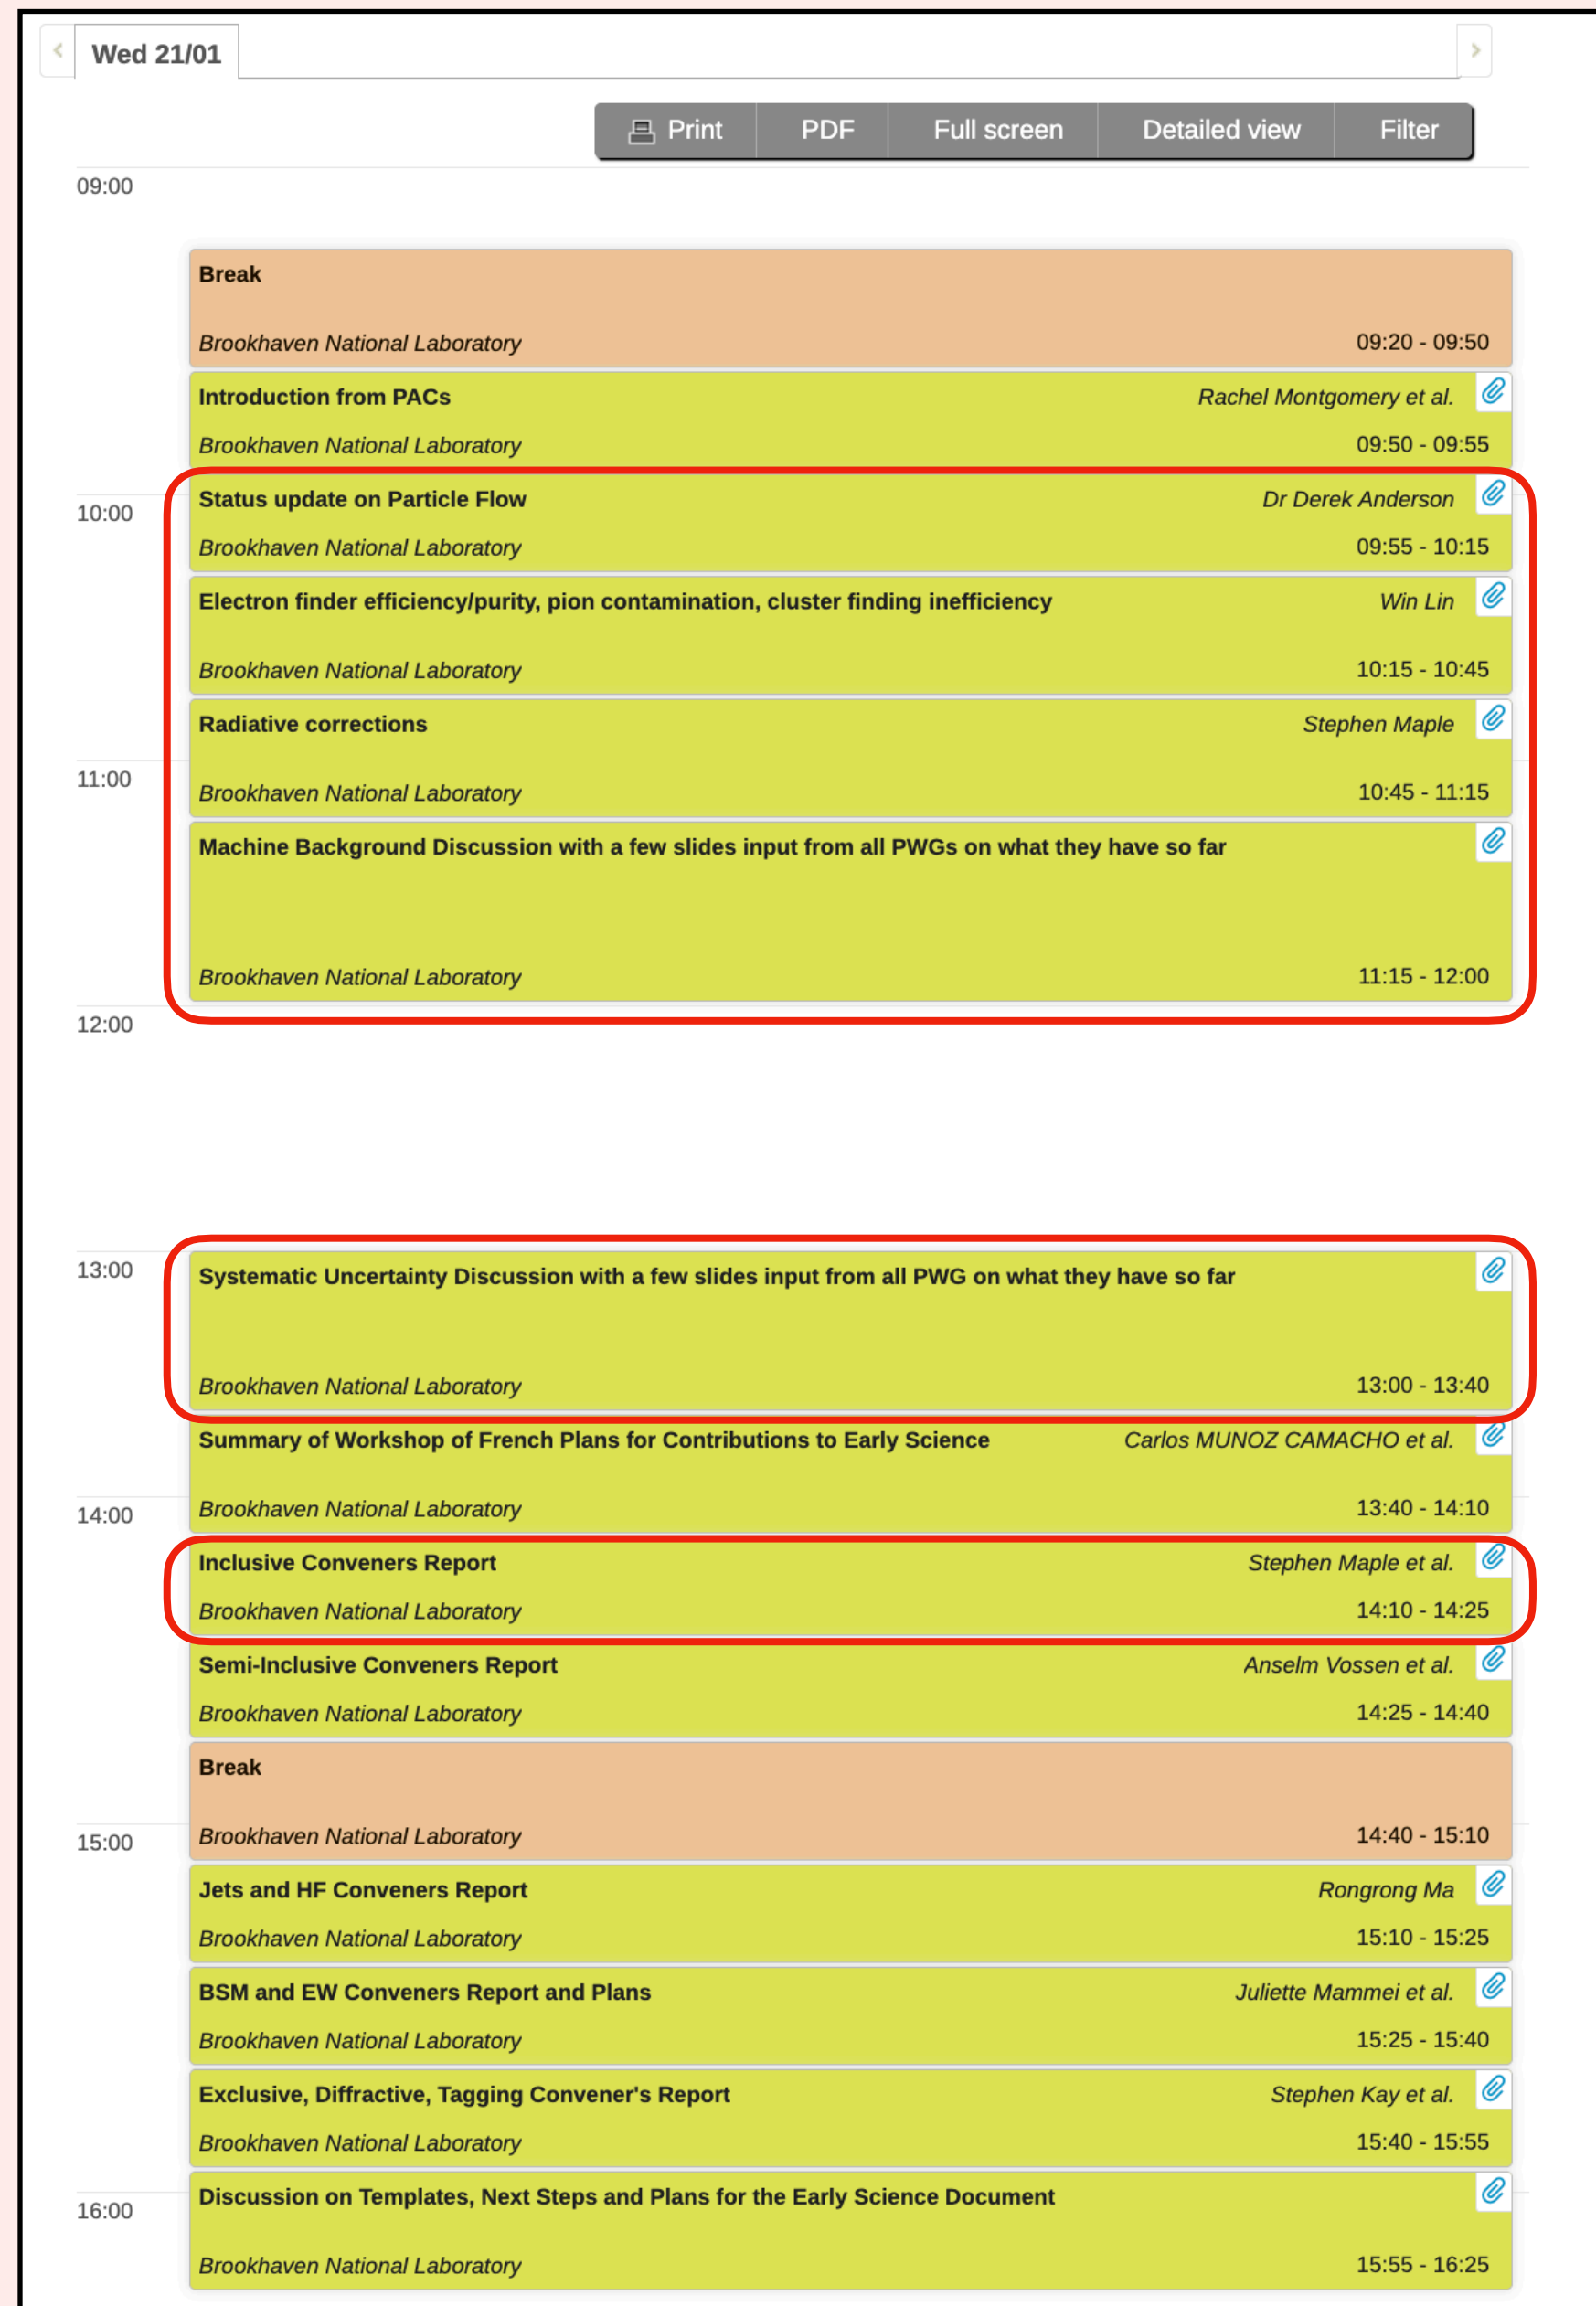 Wed 21/01
Print PDF Full screen Detailed view Filter
09:00
Break
Brookhaven National Laboratory 09:20 - 09:50
Introduction from PACs Rachel Montgomery et al.
Brookhaven National Laboratory 09:50 - 09:55
Status update on Particle Flow Dr Derek Anderson
10:00
Brookhaven National Laboratory 09:55 - 10:15
Electron finder efficiency/purity, pion contamination, cluster finding inefficiency Win Lin
Brookhaven National Laboratory 10:15 - 10:45
Radiative corrections Stephen Maple
11:00
Brookhaven National Laboratory 10:45 - 11:15
Machine Background Discussion with a few slides input from all PWGs on what they have so far
Brookhaven National Laboratory 11:15 - 12:00
12:00
13:00
Systematic Uncertainty Discussion with a few slides input from all PWG on what they have so far
Brookhaven National Laboratory 13:00 - 13:40
Summary of Workshop of French Plans for Contributions to Early Science Carlos MUNOZ CAMACHO et al.
14:00
Brookhaven National Laboratory 13:40 - 14:10
Inclusive Conveners Report Stephen Maple et al.
Brookhaven National Laboratory 14:10 - 14:25
Semi-Inclusive Conveners Report Anselm Vossen et al.
Brookhaven National Laboratory 14:25 - 14:40
Break
15:00
Brookhaven National Laboratory 14:40 - 15:10
Jets and HF Conveners Report Rongrong Ma
Brookhaven National Laboratory 15:10 - 15:25
BSM and EW Conveners Report and Plans Juliette Mammei et al.
Brookhaven National Laboratory 15:25 - 15:40
Exclusive, Diffractive, Tagging Convener's Report Stephen Kay et al.
Brookhaven National Laboratory 15:40 - 15:55
Discussion on Templates, Next Steps and Plans for the Early Science Document
16:00
Brookhaven National Laboratory 15:55 - 16:25